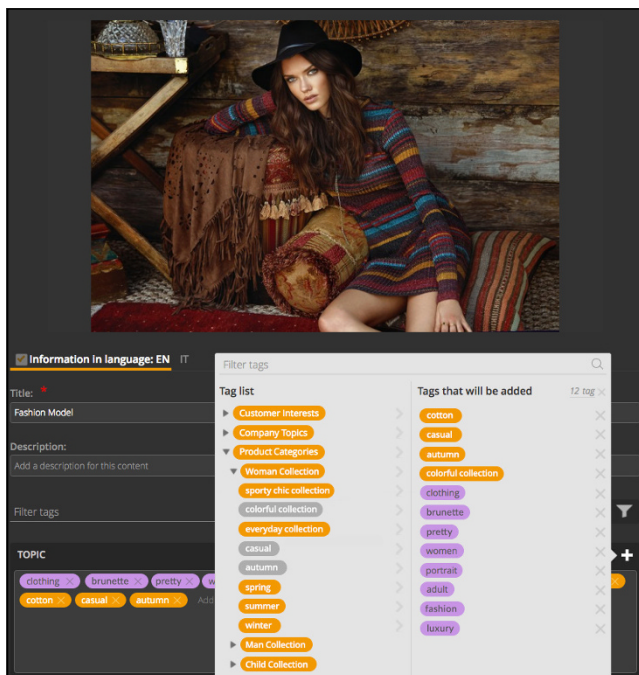 Information in language: EN IT
Title: *
Fashion Model
Description:
Add a description for this content
Filter tags
TOPIC
clothing × brunette × pretty × w
cotton × casual × autumn × Add
Filter tags
Tag list
Customer Interests
Company Topics
Product Categories
Woman Collection
sporty chic collection
colorful collection
everyday collection
casual
autumn
spring
summer
winter
Man Collection
Child Collection
Tags that will be added 12 tag ×
cotton
casual
autumn
colorful collection
clothing
brunette
pretty
women
portrait
adult
fashion
luxury